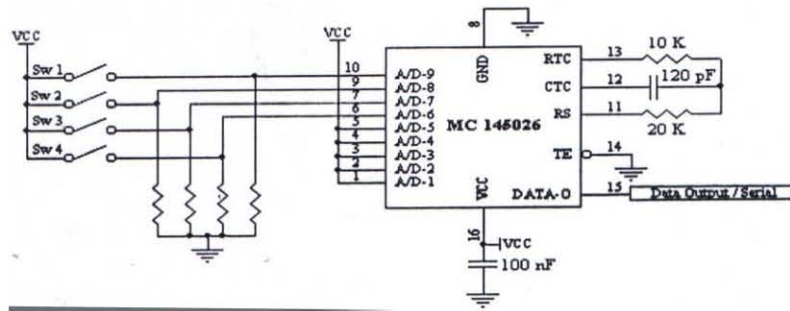 VCC
VCC
Sw 1
Sw 2
Sw 3
Sw 4
10
9
7
6
5
4
3
2
1
A/D-9
A/D-8
A/D-7
A/D-6
A/D-5
A/D-4
A/D-3
A/D-2
A/D-1
8
GND
MC 145026
VCC
16
VCC
100 nF
RTC
CTC
RS
TE
DATA-O
13
12
11
14
15
10 K
120 pF
20 K
Data Output / Serial